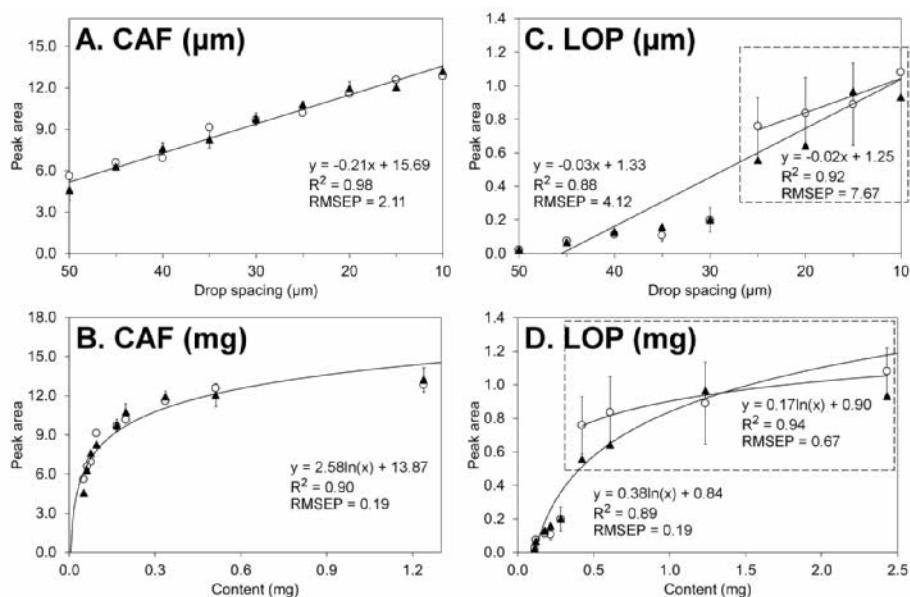 A. CAF (µm)
15.0
12.0
9.0
6.0
3.0
0.0
Peak area
y = -0.21x + 15.69
R² = 0.98
RMSEP = 2.11
50 40 30 20 10
Drop spacing (µm)
C. LOP (µm)
1.4
1.2
1.0
0.8
0.6
0.4
0.2
0.0
Peak area
y = -0.03x + 1.33
R² = 0.88
RMSEP = 4.12
y = -0.02x + 1.25
R² = 0.92
RMSEP = 7.67
50 40 30 20 10
Drop spacing (µm)
B. CAF (mg)
18.0
15.0
12.0
9.0
6.0
3.0
0.0
Peak area
y = 2.58ln(x) + 13.87
R² = 0.90
RMSEP = 0.19
0.0 0.3 0.6 0.9 1.2
Content (mg)
D. LOP (mg)
1.4
1.2
1.0
0.8
0.6
0.4
0.2
0.0
Peak area
y = 0.17ln(x) + 0.90
R² = 0.94
RMSEP = 0.67
y = 0.38ln(x) + 0.84
R² = 0.89
RMSEP = 0.19
0.0 0.5 1.0 1.5 2.0 2.5
Content (mg)